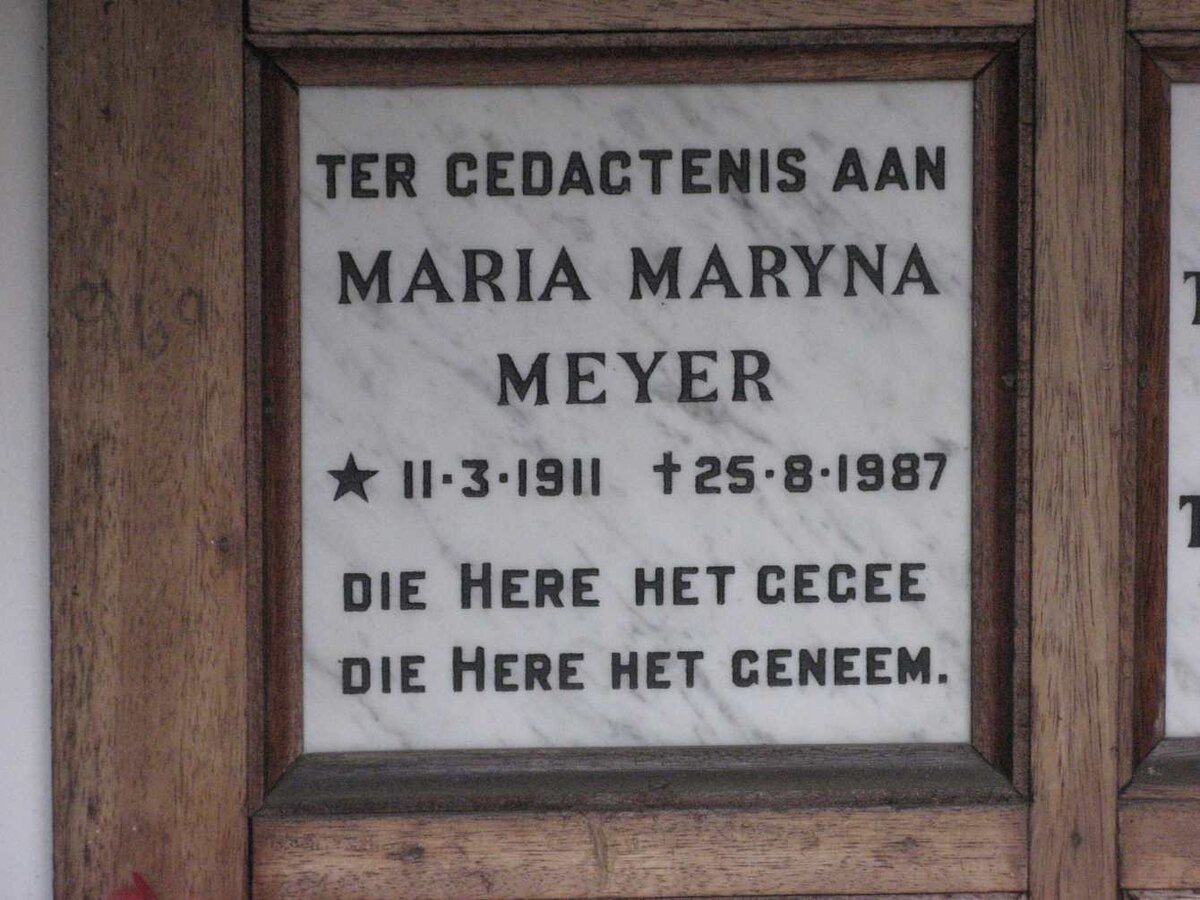 TER GEDAGTENIS AAN
MARIA MARYNA
MEYER
★ 11·3·1911 †25·8·1987
DIE HERE HET GEGEE
DIE HERE HET GENEEM.